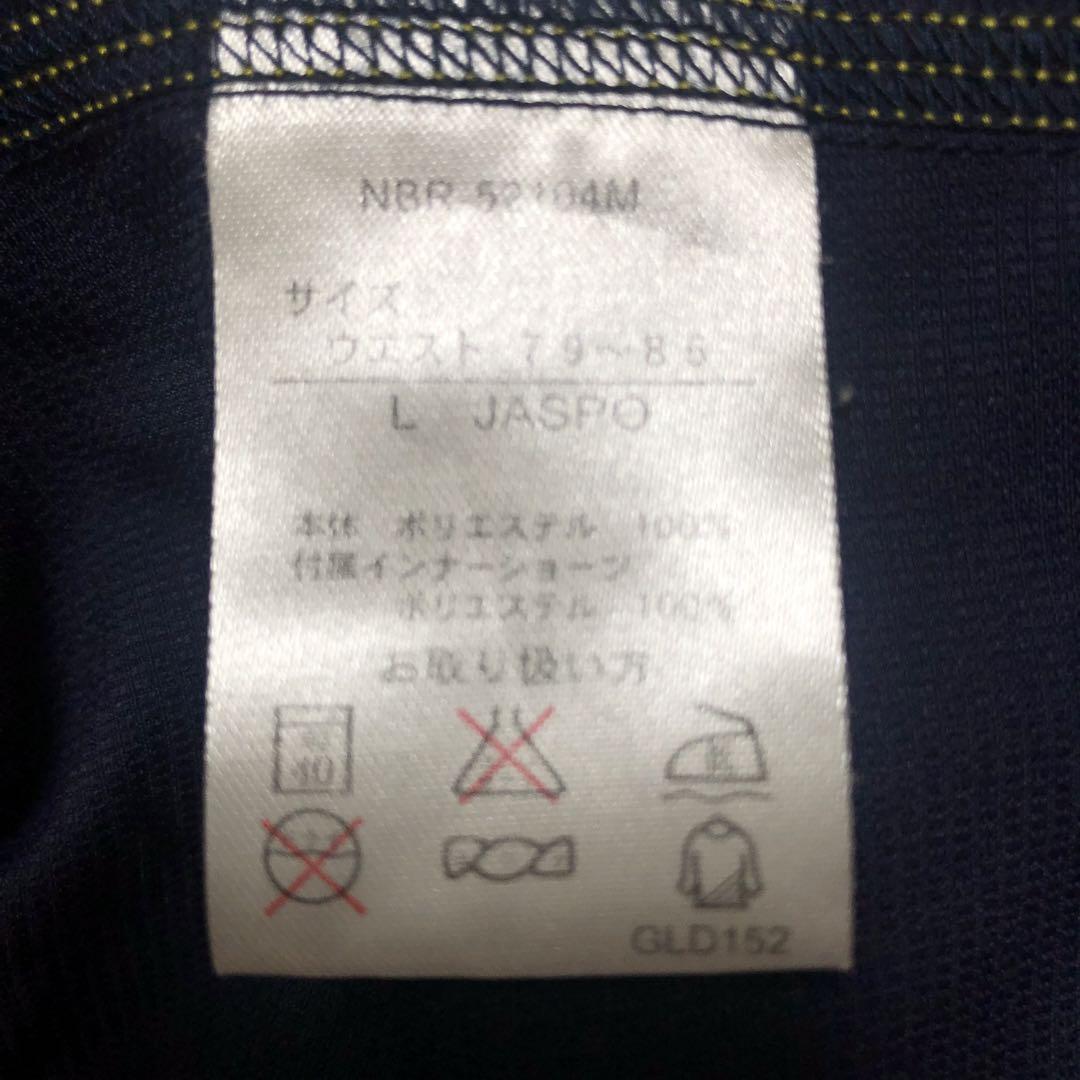 NBR-52104M
サイズ
ウエスト 79〜85
L JASPO
本体 ポリエステル 100%
付属インナーショーツ
ポリエステル 100%
お取り扱い方
40
GLD152